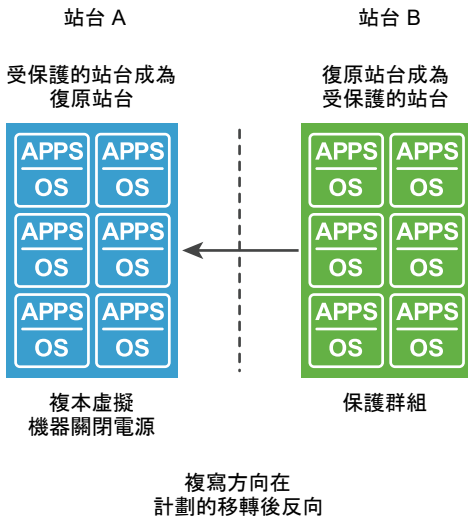 站台 A
站台 B
受保護的站台成為
復原站台
復原站台成為
受保護的站台
APPS
OS
APPS
OS
APPS
OS
APPS
OS
APPS
OS
APPS
OS
APPS
OS
APPS
OS
APPS
OS
APPS
OS
APPS
OS
APPS
OS
複本虛擬
機器關閉電源
保護群組
複寫方向在
計劃的移轉後反向